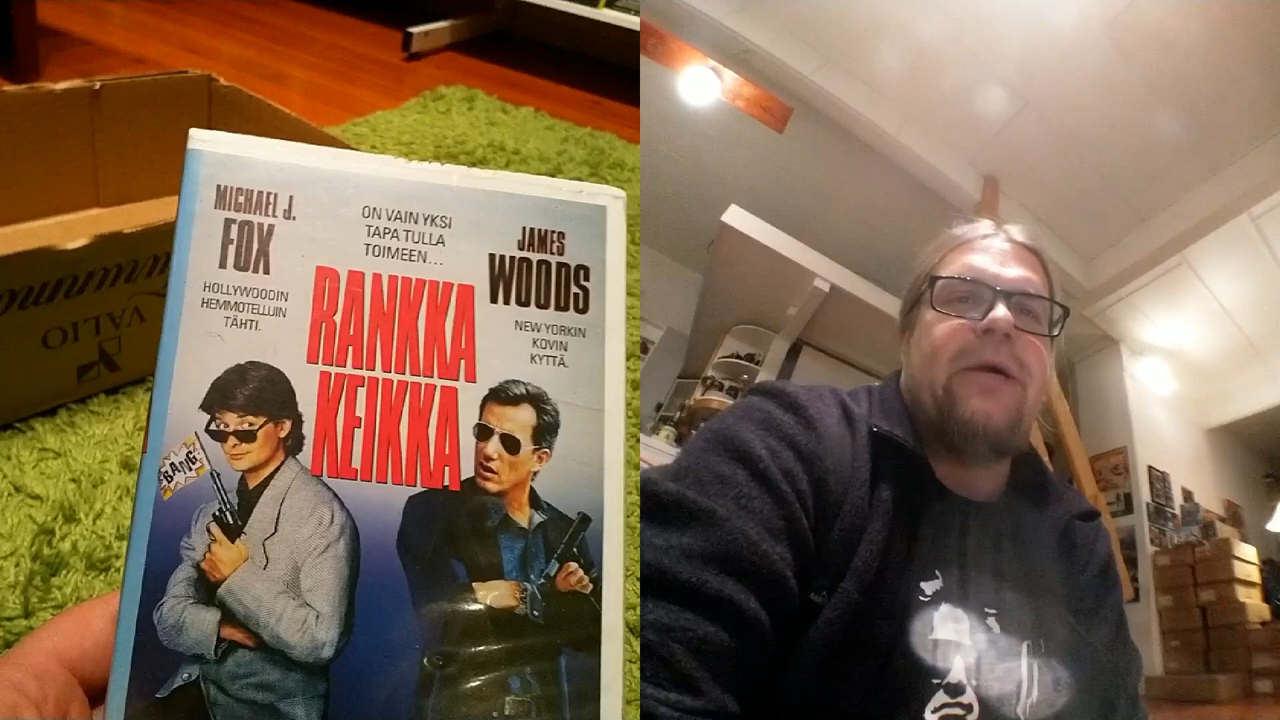 MICHAEL J.
FOX
HOLLYWOODIN
HEMMOTELLUIN
TÄHTI.
ON VAIN YKSI
TAPA TULLA
TOIMEEN...
RANKKA
KEIKKA
JAMES
WOODS
NEW YORKIN
KOVIN
KYTTÄ.
BANG
VALIO